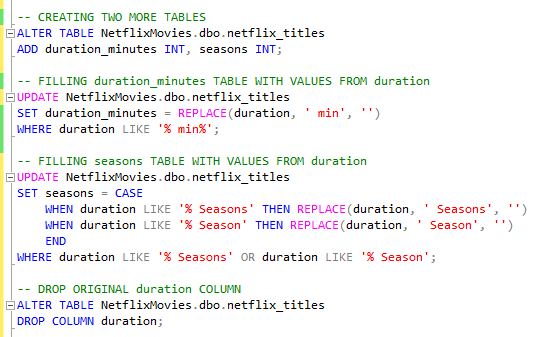 -- CREATING TWO MORE TABLES
ALTER TABLE NetflixMovies.dbo.netflix_titles
ADD duration_minutes INT, seasons INT;
-- FILLING duration_minutes TABLE WITH VALUES FROM duration
UPDATE NetflixMovies.dbo.netflix_titles
SET duration_minutes = REPLACE(duration, ' min', '')
WHERE duration LIKE '% min%';
-- FILLING seasons TABLE WITH VALUES FROM duration
UPDATE NetflixMovies.dbo.netflix_titles
SET seasons = CASE
WHEN duration LIKE '% Seasons' THEN REPLACE(duration, ' Seasons', '')
WHEN duration LIKE '% Season' THEN REPLACE(duration, ' Season', '')
END
WHERE duration LIKE '% Seasons' OR duration LIKE '% Season';
-- DROP ORIGINAL duration COLUMN
ALTER TABLE NetflixMovies.dbo.netflix_titles
DROP COLUMN duration;